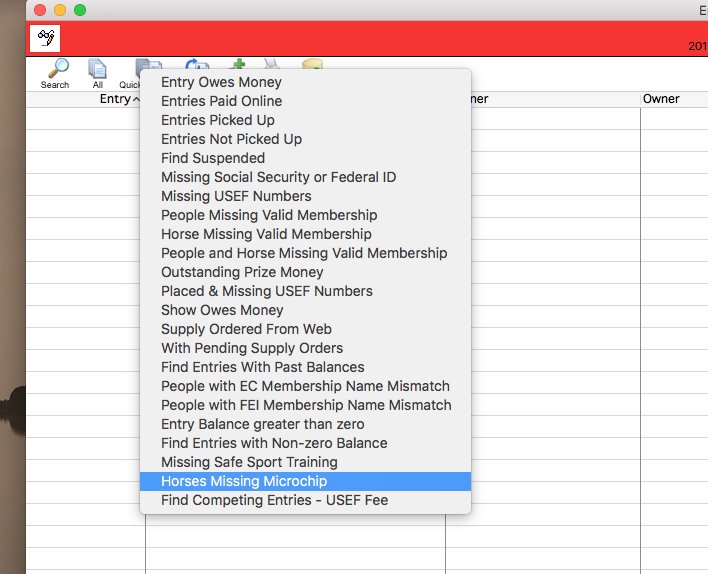 201
Search
All
Entry
Owner
Entry Owes Money
Entries Paid Online
Entries Picked Up
Entries Not Picked Up
Find Suspended
Missing Social Security or Federal ID
Missing USEF Numbers
People Missing Valid Membership
Horse Missing Valid Membership
People and Horse Missing Valid Membership
Outstanding Prize Money
Placed & Missing USEF Numbers
Show Owes Money
Supply Ordered From Web
With Pending Supply Orders
Find Entries With Past Balances
People with EC Membership Name Mismatch
People with FEI Membership Name Mismatch
Entry Balance greater than zero
Find Entries with Non-zero Balance
Missing Safe Sport Training
Horses Missing Microchip
Find Competing Entries - USEF Fee